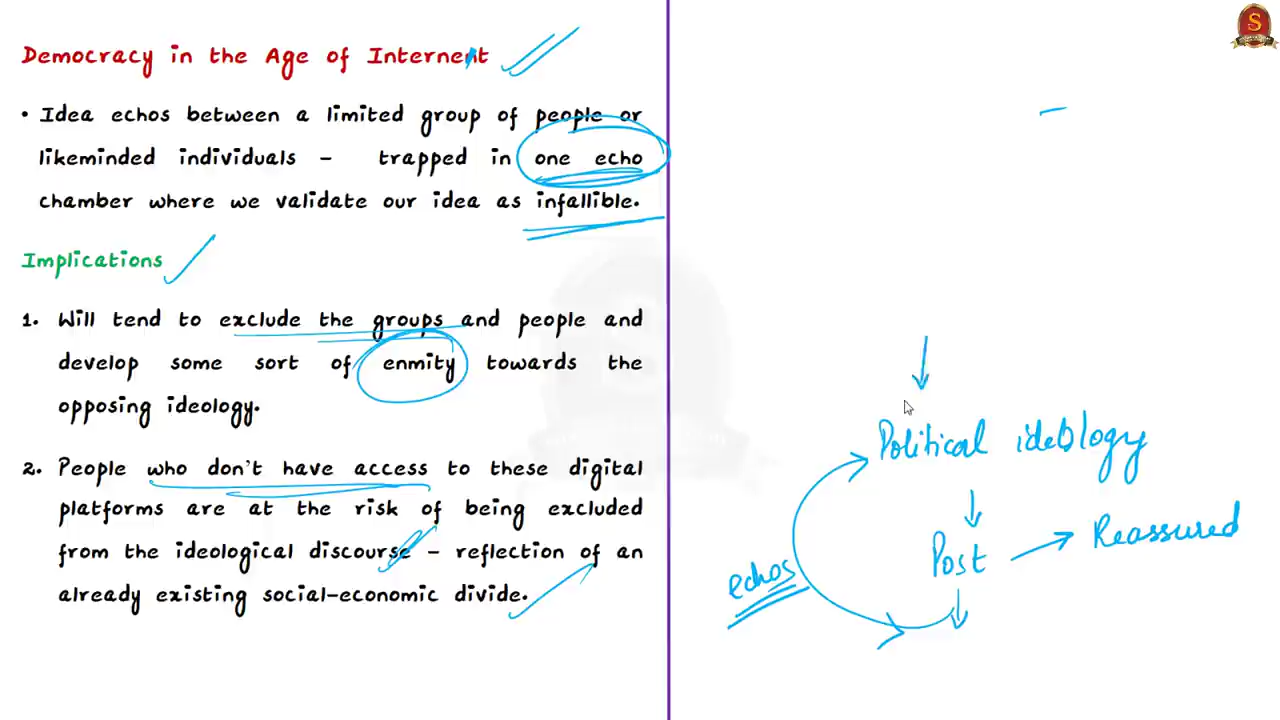 Democracy in the Age of Internent
• Idea echos between a limited group of people or
likeminded individuals – trapped in one echo
chamber where we validate our idea as infallible.
Implications
1. Will tend to exclude the groups and people and
develop some sort of enmity towards the
opposing ideology.
2. People who don't have access to these digital
platforms are at the risk of being excluded
from the ideological discourse – reflection of an
already existing social-economic divide.
Political ideology
Post → Reassured
echos
S